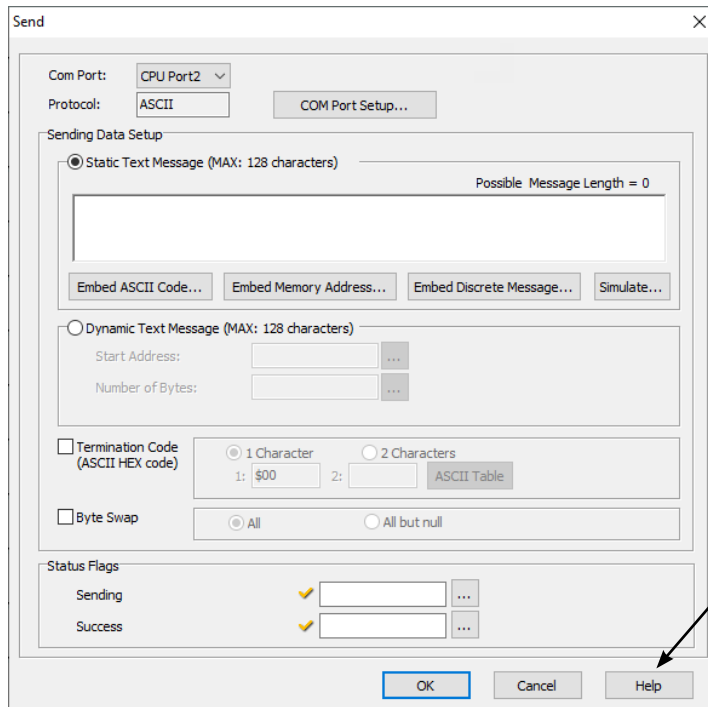 Send
Com Port: CPU Port2
Protocol: ASCII COM Port Setup...
Sending Data Setup
Static Text Message (MAX: 128 characters)
Possible Message Length = 0
Embed ASCII Code... Embed Memory Address... Embed Discrete Message... Simulate...
Dynamic Text Message (MAX: 128 characters)
Start Address: ...
Number of Bytes: ...
Termination Code 1 Character 2 Characters
(ASCII HEX code) 1: $00 2: ASCII Table
Byte Swap All All but null
Status Flags
Sending ...
Success ...
OK Cancel Help